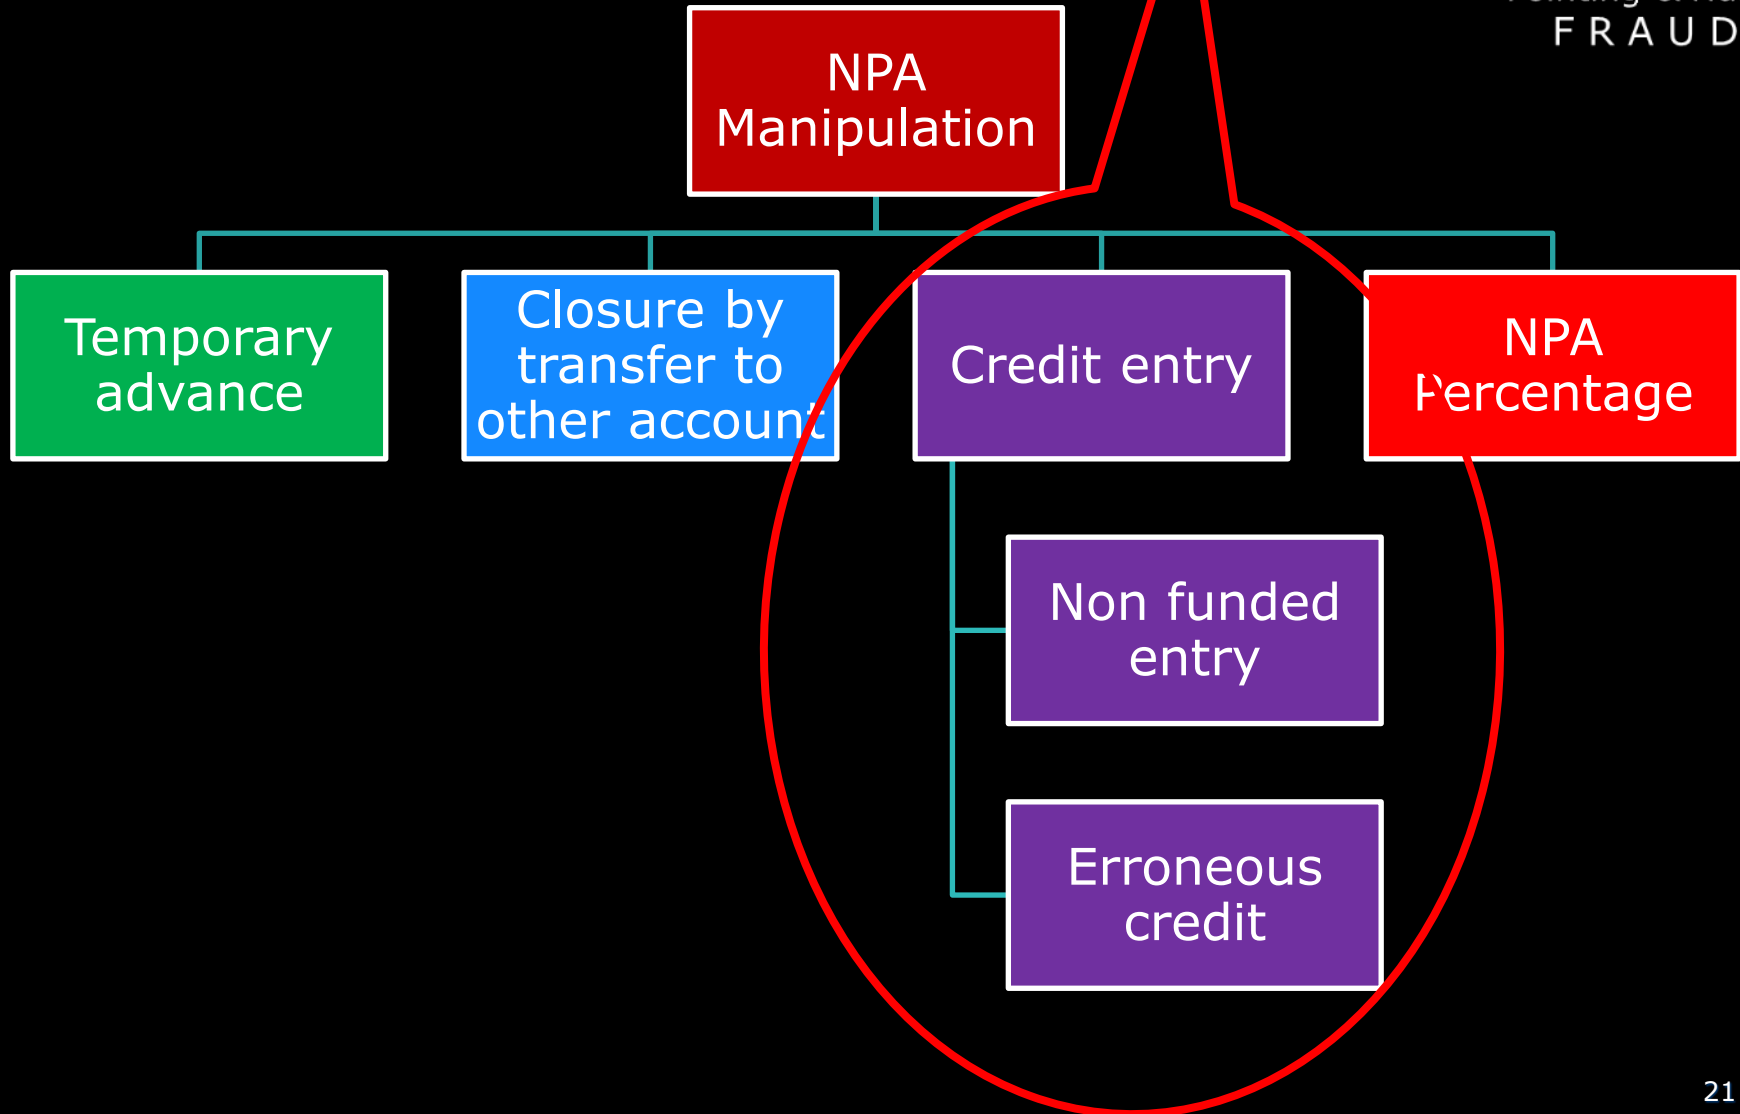 FRAUD
NPA
Manipulation
Temporary
advance
Closure by
transfer to
other account
Credit entry
NPA
Percentage
Non funded
entry
Erroneous
credit
21